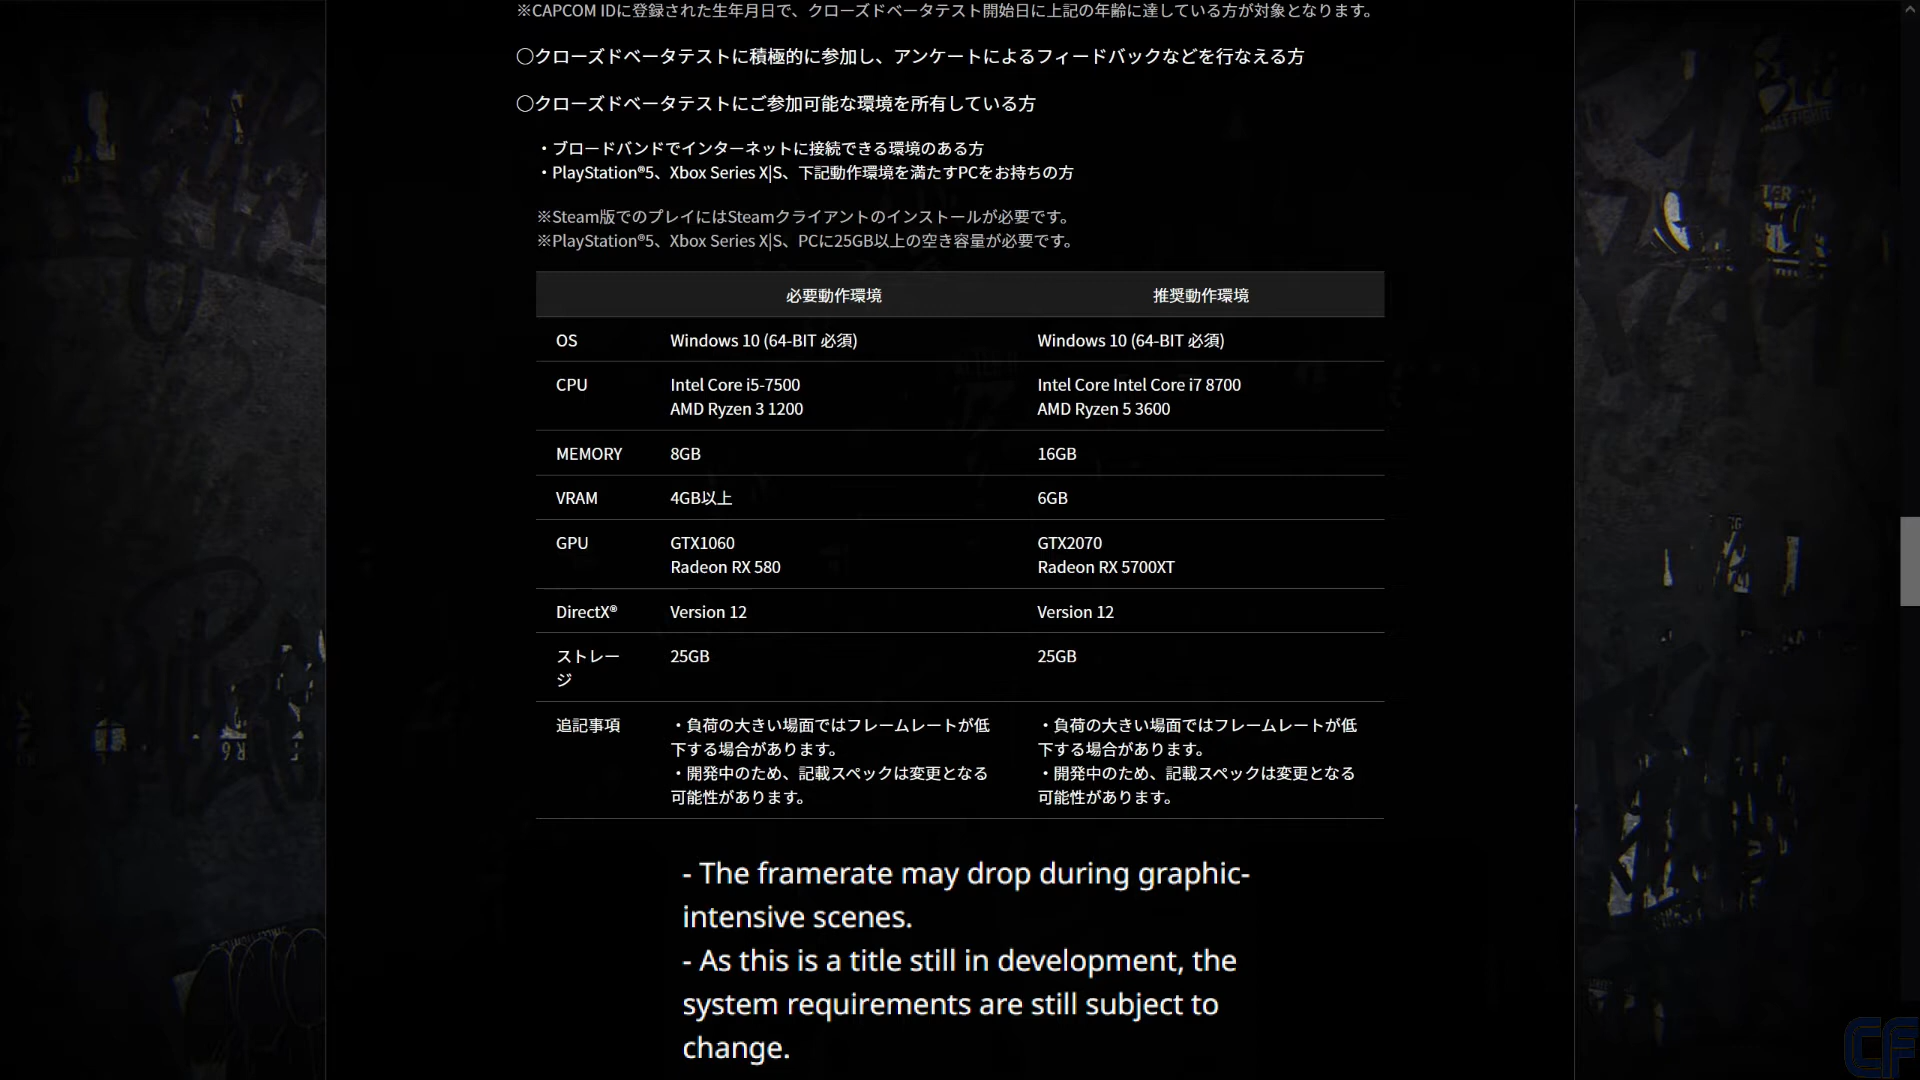 ※CAPCOM IDに登録された生年月日で、クローズドベータテスト開始日に上記の年齢に達している方が対象となります。
〇クローズドベータテストに積極的に参加し、アンケートによるフィードバックなどを行なえる方
〇クローズドベータテストにご参加可能な環境を所有している方
・ブロードバンドでインターネットに接続できる環境のある方
・PlayStation®5、Xbox Series X|S、下記動作環境を満たすPCをお持ちの方
※Steam版でのプレイにはSteamクライアントのインストールが必要です。
※PlayStation®5、Xbox Series X|S、PCに25GB以上の空き容量が必要です。
必要動作環境 推奨動作環境
OS Windows 10 (64-BIT 必須) Windows 10 (64-BIT 必須)
CPU Intel Core i5-7500 Intel Core Intel Core i7 8700
AMD Ryzen 3 1200 AMD Ryzen 5 3600
MEMORY 8GB 16GB
VRAM 4GB以上 6GB
GPU GTX1060 GTX2070
Radeon RX 580 Radeon RX 5700XT
DirectX® Version 12 Version 12
ストレー 25GB 25GB
ジ
追記事項 ・負荷の大きい場面ではフレームレートが低 ・負荷の大きい場面ではフレームレートが低
下する場合があります。 下する場合があります。
・開発中のため、記載スペックは変更となる ・開発中のため、記載スペックは変更となる
可能性があります。 可能性があります。
- The framerate may drop during graphic-
intensive scenes.
- As this is a title still in development, the
system requirements are still subject to
change.
CF